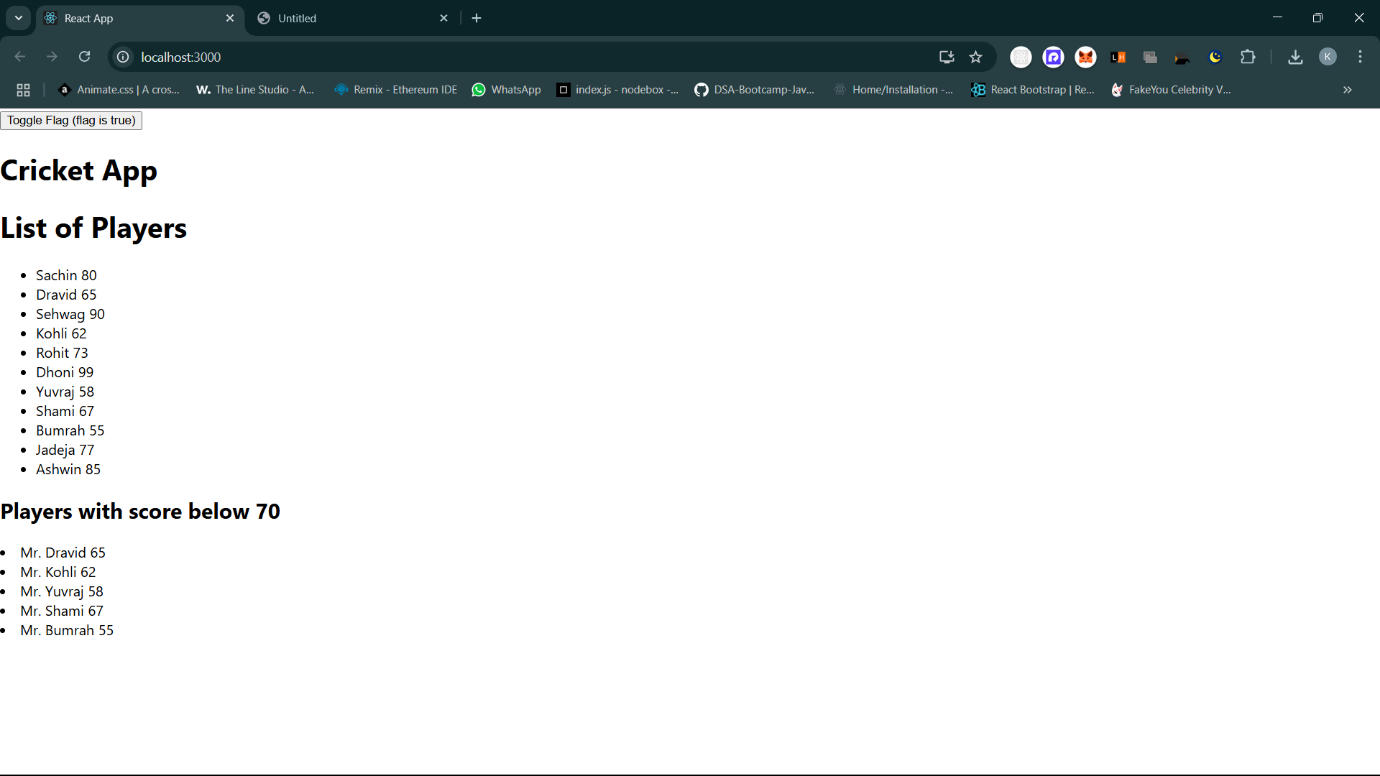 React App
Untitled
localhost:3000
K
Animate.css | A cros...
W. The Line Studio - A...
Remix - Ethereum IDE
WhatsApp
index.js - nodebox -...
DSA-Bootcamp-Jav...
Home/Installation -...
React Bootstrap | Re...
FakeYou Celebrity V...
Toggle Flag (flag is true)
Cricket App
List of Players
Sachin 80
Dravid 65
Sehwag 90
Kohli 62
Rohit 73
Dhoni 99
Yuvraj 58
Shami 67
Bumrah 55
Jadeja 77
Ashwin 85
Players with score below 70
Mr. Dravid 65
Mr. Kohli 62
Mr. Yuvraj 58
Mr. Shami 67
Mr. Bumrah 55